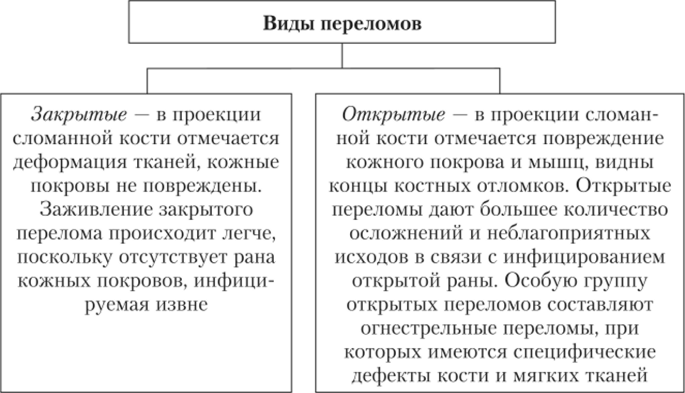 Виды переломов
Закрытые — в проекции
сломанной кости отмечается
деформация тканей, кожные
покровы не повреждены.
Заживление закрытого
перелома происходит легче,
поскольку отсутствует рана
кожных покровов, инфици-
руемая извне
Открытые — в проекции сломан-
ной кости отмечается повреждение
кожного покрова и мышц, видны
концы костных отломков. Открытые
переломы дают большее количество
осложнений и неблагоприятных
исходов в связи с инфицированием
открытой раны. Особую группу
открытых переломов составляют
огнестрельные переломы, при
которых имеются специфические
дефекты кости и мягких тканей